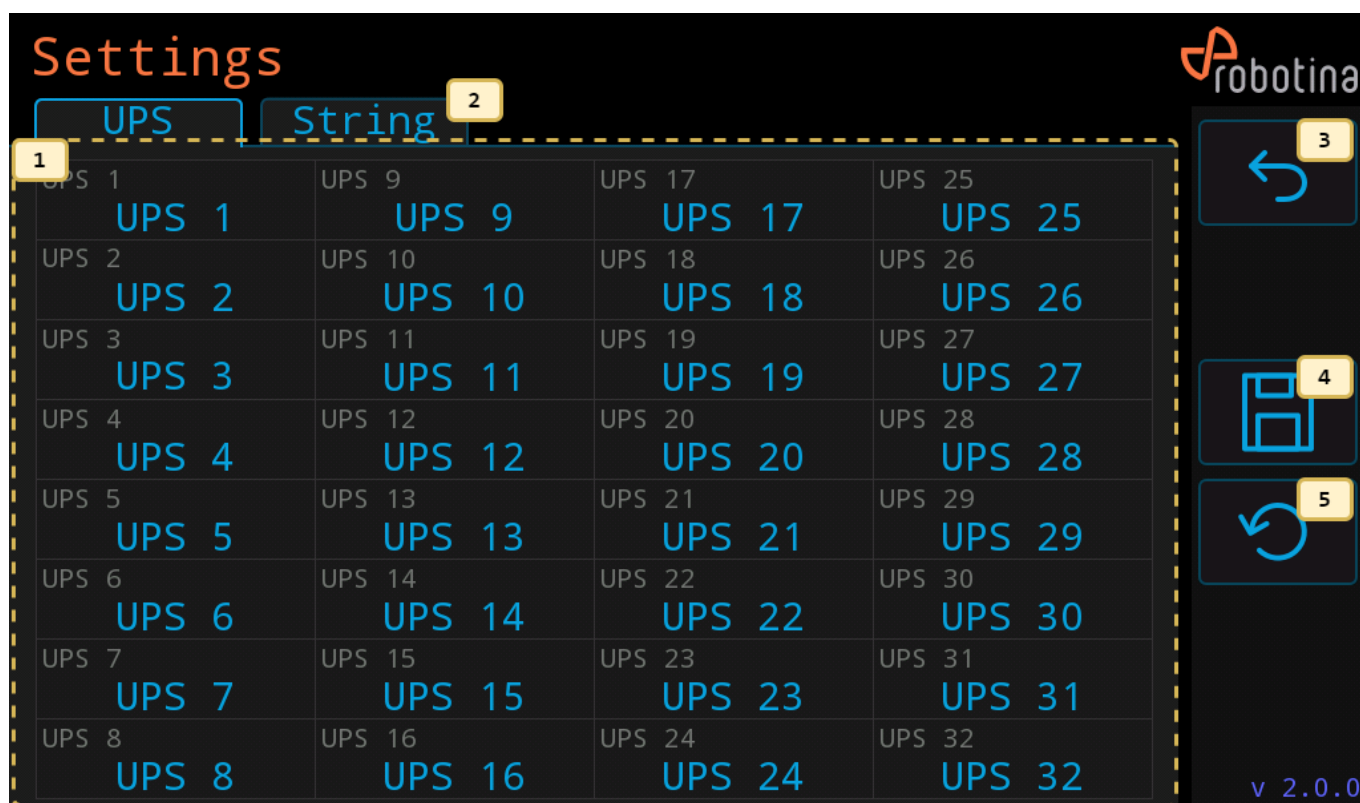 Settings
robotina
UPS String 2
3
1
UPS 1 UPS 9 UPS 17 UPS 25
UPS 1 UPS 9 UPS 17 UPS 25
UPS 2 UPS 10 UPS 18 UPS 26
UPS 2 UPS 10 UPS 18 UPS 26
UPS 3 UPS 11 UPS 19 UPS 27
UPS 3 UPS 11 UPS 19 UPS 27
4
UPS 4 UPS 12 UPS 20 UPS 28
UPS 4 UPS 12 UPS 20 UPS 28
UPS 5 UPS 13 UPS 21 UPS 29
5
UPS 5 UPS 13 UPS 21 UPS 29
UPS 6 UPS 14 UPS 22 UPS 30
UPS 6 UPS 14 UPS 22 UPS 30
UPS 7 UPS 15 UPS 23 UPS 31
UPS 7 UPS 15 UPS 23 UPS 31
UPS 8 UPS 16 UPS 24 UPS 32
UPS 8 UPS 16 UPS 24 UPS 32
v 2.0.0